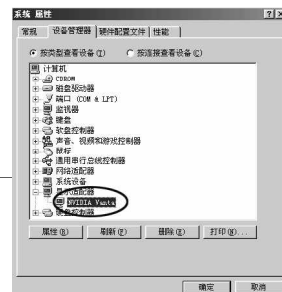 系统 属性
常规 设备管理器 硬件配置文件 性能
按类型查看设备(T) 按连接查看设备(C)
计算机
CDROM
磁盘驱动器
端口 (COM & LPT)
监视器
键盘
软盘控制器
声音、视频和游戏控制器
鼠标
通用串行总线控制器
网络适配器
系统设备
显示适配器
NVIDIA Vanta
硬盘控制器
属性(R) 刷新(F) 删除(E) 打印(N)...
确定 取消